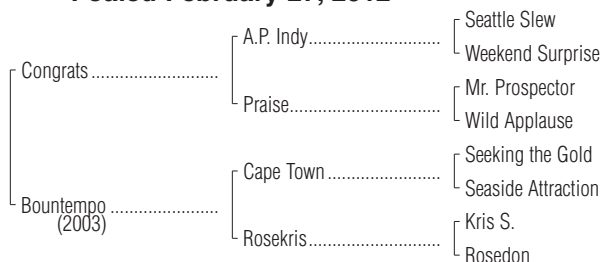 Foaled February 27, 2012
Seattle Slew
A.P. Indy
Weekend Surprise
Congrats
Mr. Prospector
Praise
Wild Applause
Seeking the Gold
Cape Town
Seaside Attraction
Bountempo
(2003)
Kris S.
Rosekris
Rosedon